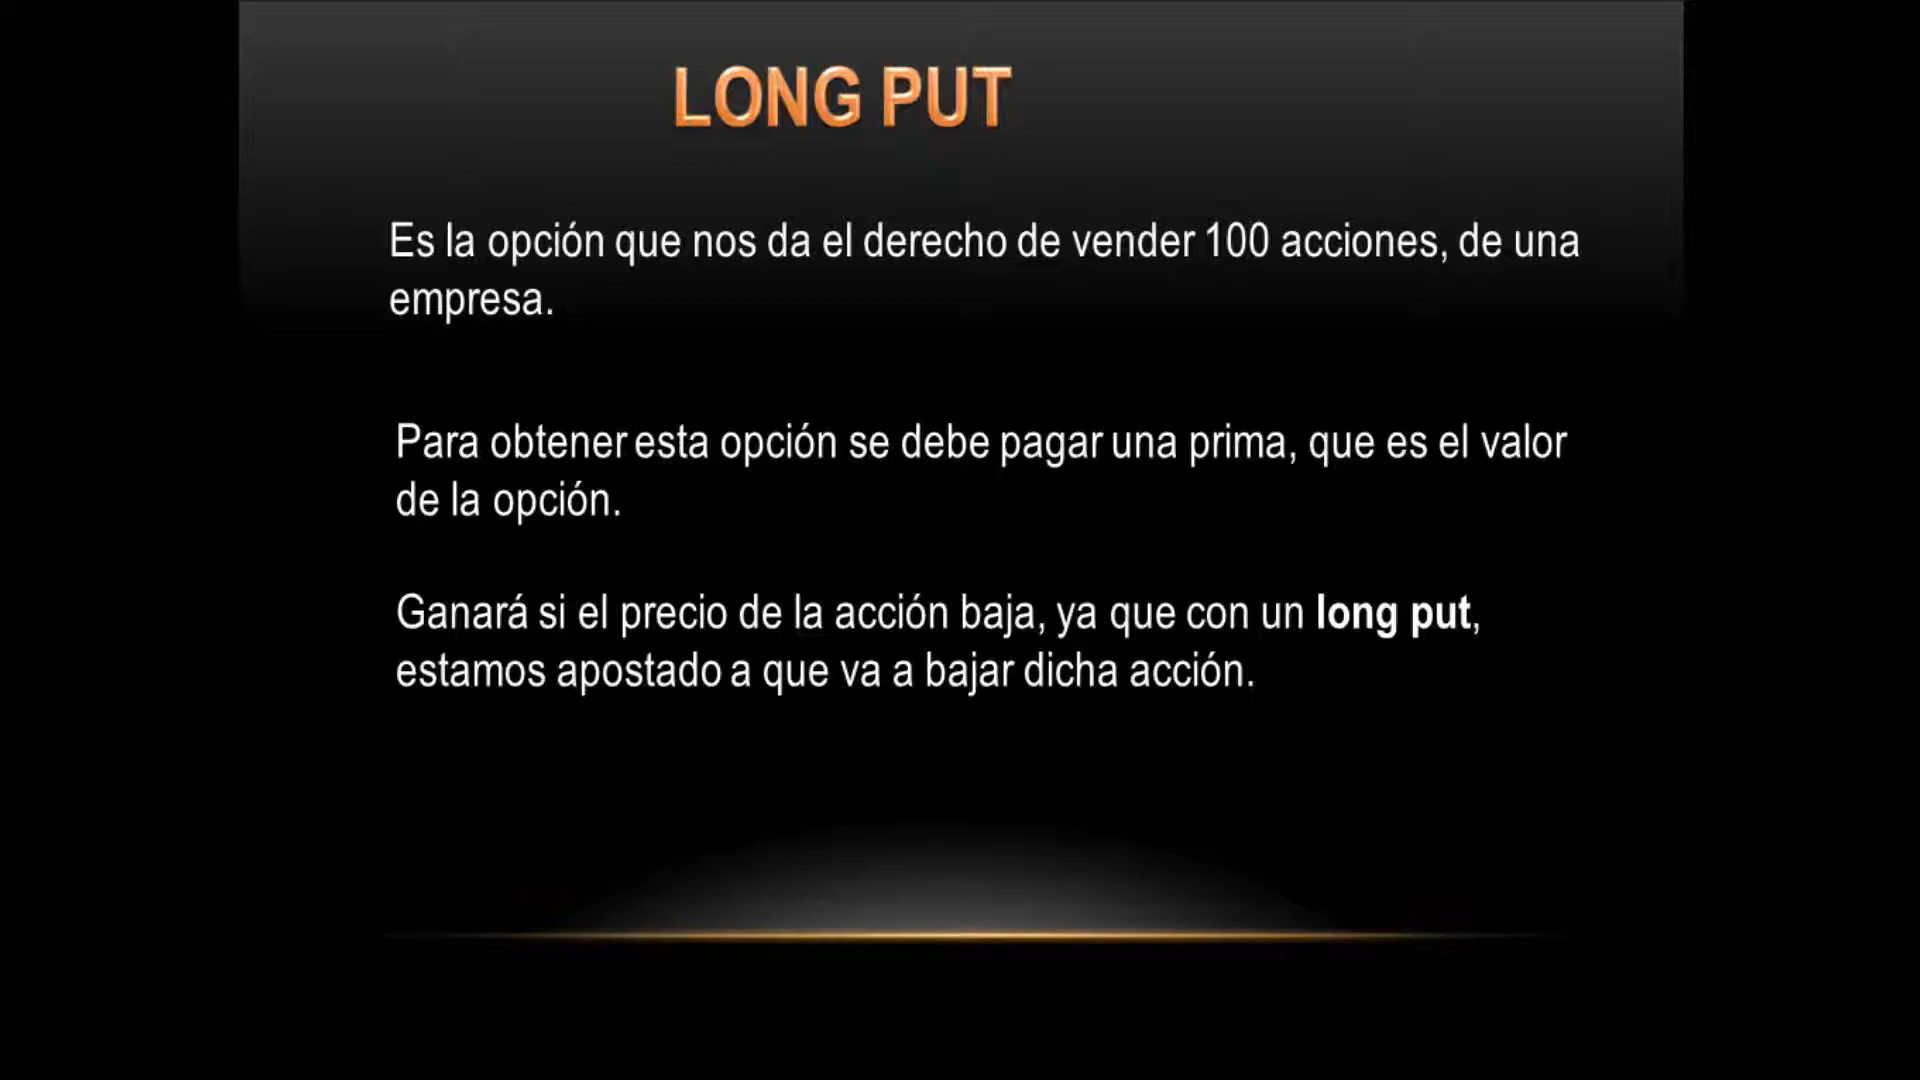 LONG PUT
Es la opción que nos da el derecho de vender 100 acciones, de una
empresa.
Para obtener esta opción se debe pagar una prima, que es el valor
de la opción.
Ganará si el precio de la acción baja, ya que con un long put,
estamos apostado a que va a bajar dicha acción.